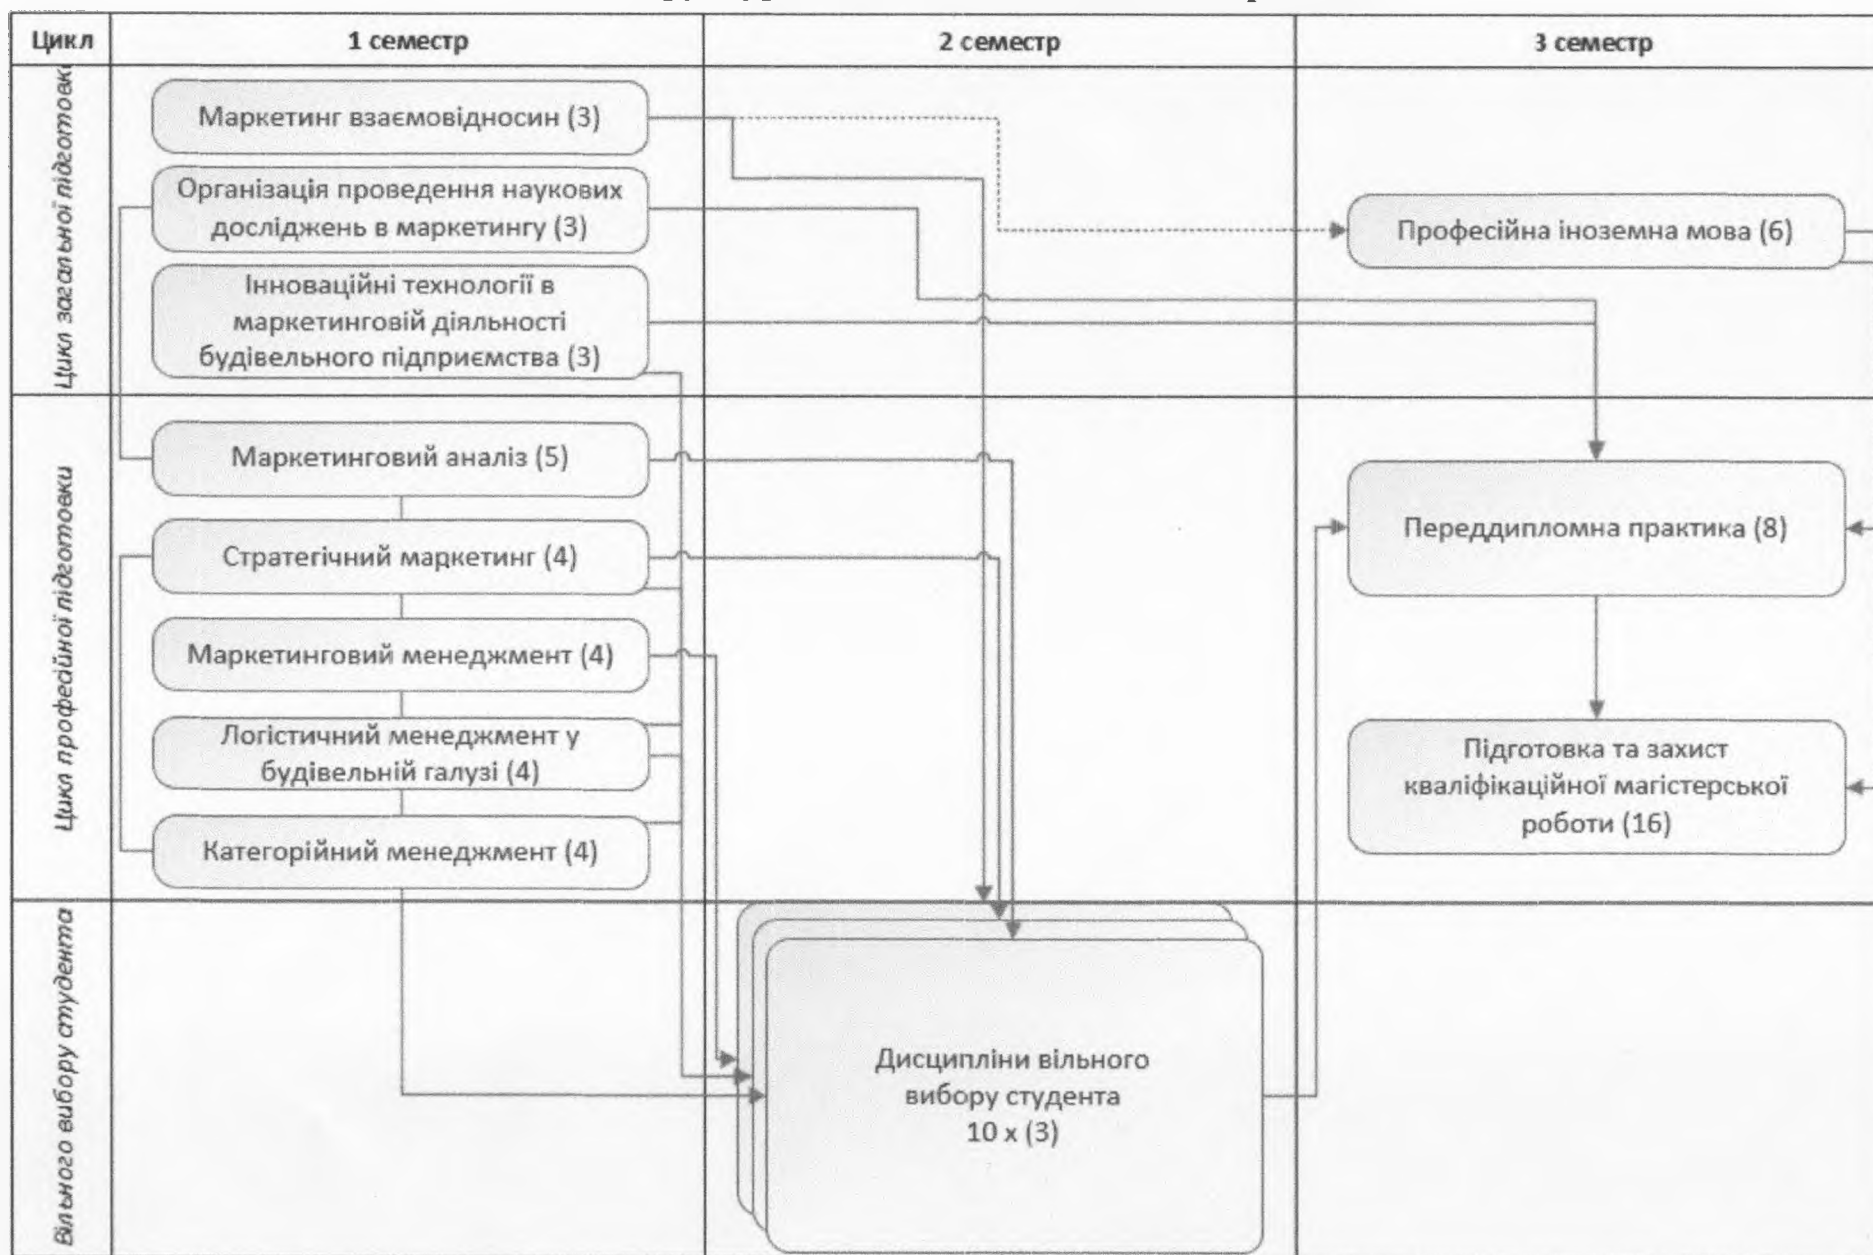 Цикл
1 семестр
2 семестр
3 семестр
Цикл загальної підготовки
Маркетинг взаємовідносин (3)
Організація проведення наукових
досліджень в маркетингу (3)
Інноваційні технології в
маркетинговій діяльності
будівельного підприємства (3)
Професійна іноземна мова (6)
Цикл професійної підготовки
Маркетинговий аналіз (5)
Стратегічний маркетинг (4)
Маркетинговий менеджмент (4)
Логістичний менеджмент у
будівельній галузі (4)
Категорійний менеджмент (4)
Переддипломна практика (8)
Підготовка та захист
кваліфікаційної магістерської
роботи (16)
Вільного вибору студента
Дисципліни вільного
вибору студента
10 х (3)